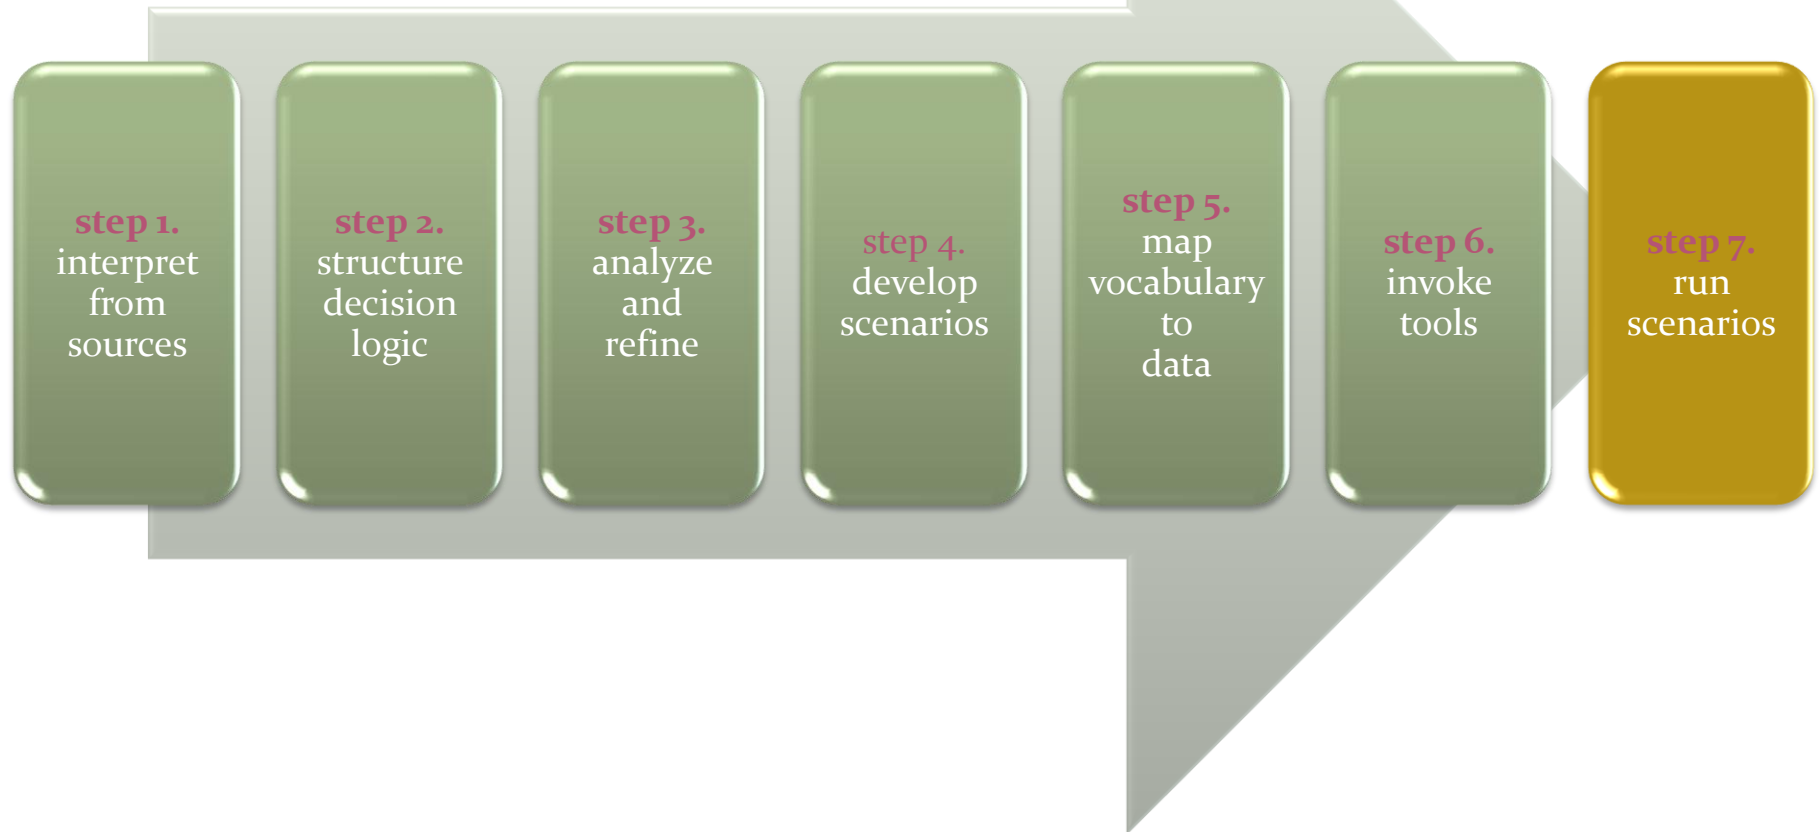 step 1.
interpret
from
sources
step 2.
structure
decision
logic
step 3.
analyze
and
refine
step 4.
develop
scenarios
step 5.
map
vocabulary
to
data
step 6.
invoke
tools
step 7.
run
scenarios